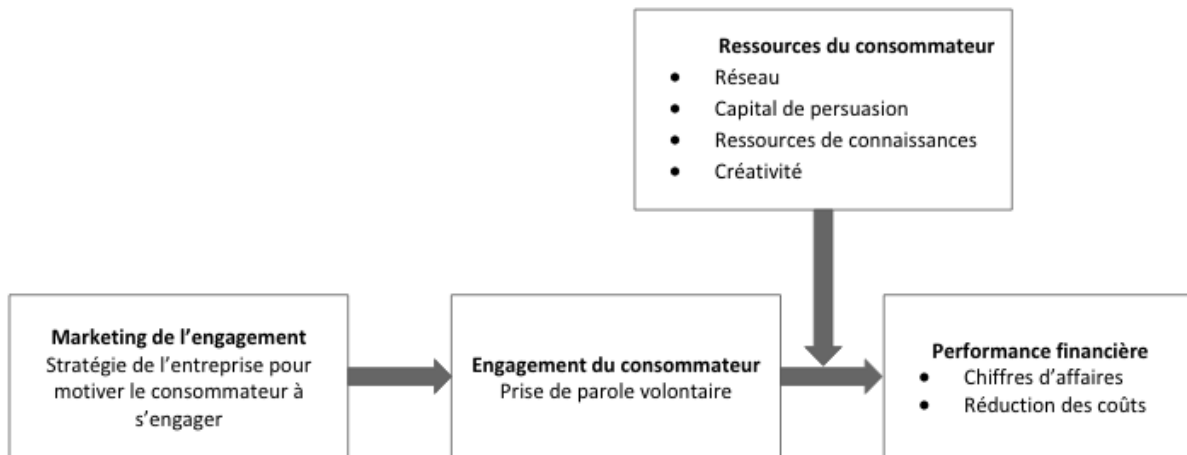 Ressources du consommateur
• Réseau
• Capital de persuasion
• Ressources de connaissances
• Créativité
Marketing de l’engagement
Stratégie de l’entreprise pour
motiver le consommateur à
s’engager
Engagement du consommateur
Prise de parole volontaire
Performance financière
• Chiffres d’affaires
• Réduction des coûts